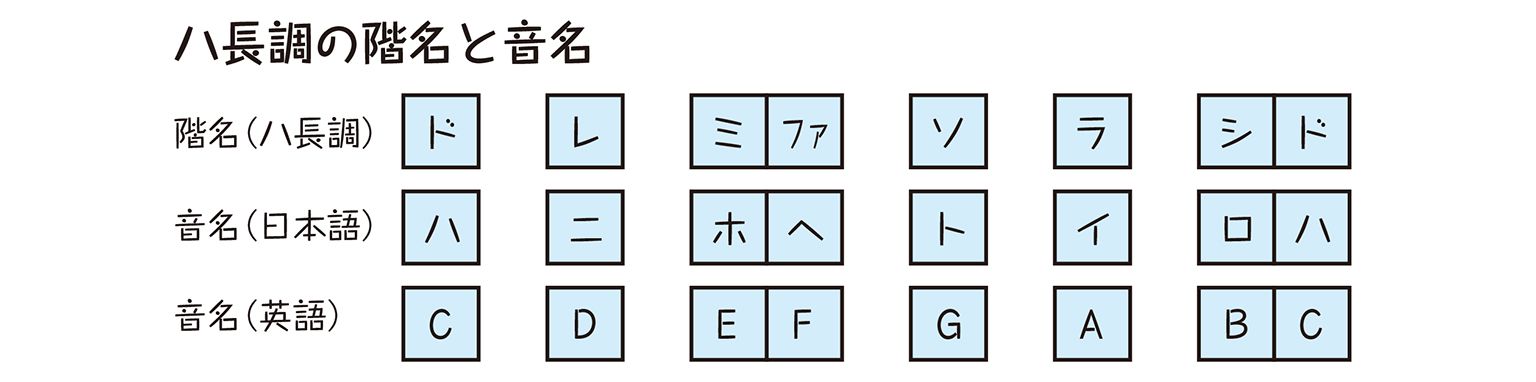 ハ長調の階名と音名
階名(ハ長調) ド レ ミ ファ ソ ラ シ ド
音名(日本語) ハ ニ ホ ヘ ト イ ロ ハ
音名(英語) C D E F G A B C